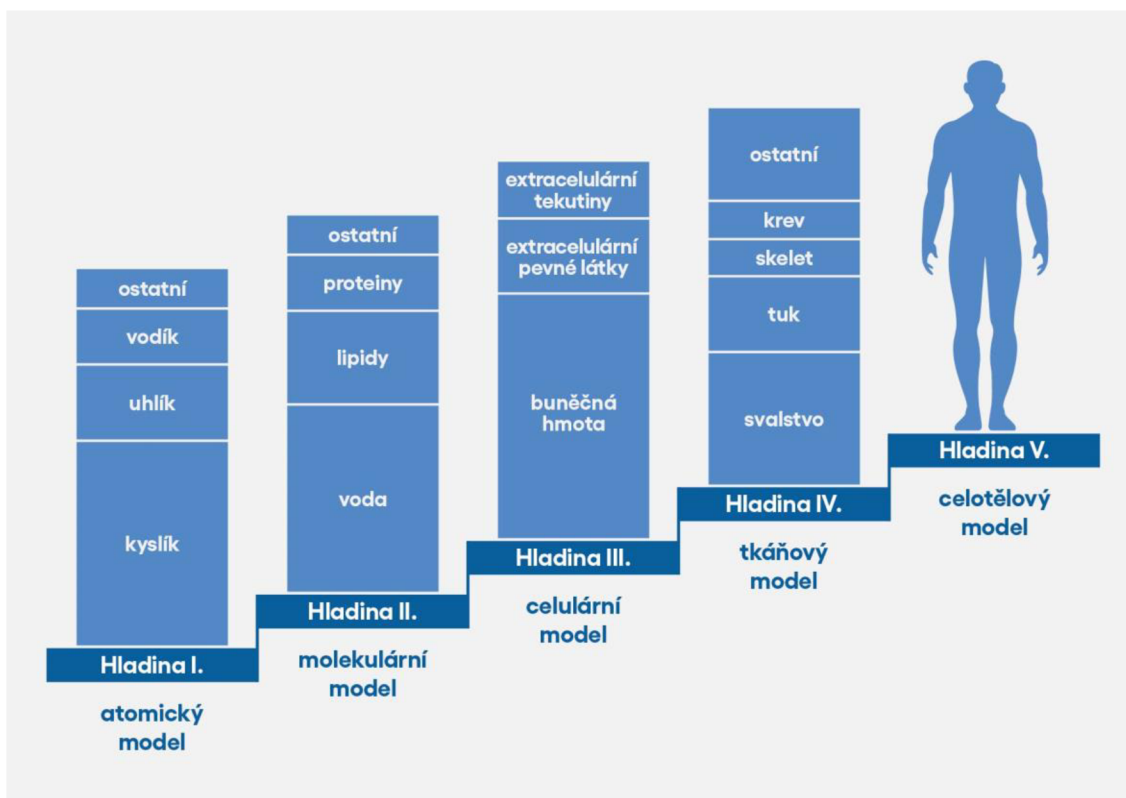 ostatní
vodík
uhlík
kyslík
Hladina I.
atomický
model
ostatní
proteiny
lipidy
voda
Hladina II.
molekulární
model
extracelulární
tekutiny
extracelulární
pevné látky
buněčná
hmota
Hladina III.
celulární
model
ostatní
krev
skelet
tuk
svalstvo
Hladina IV.
tkáňový
model
Hladina V.
celotělový
model